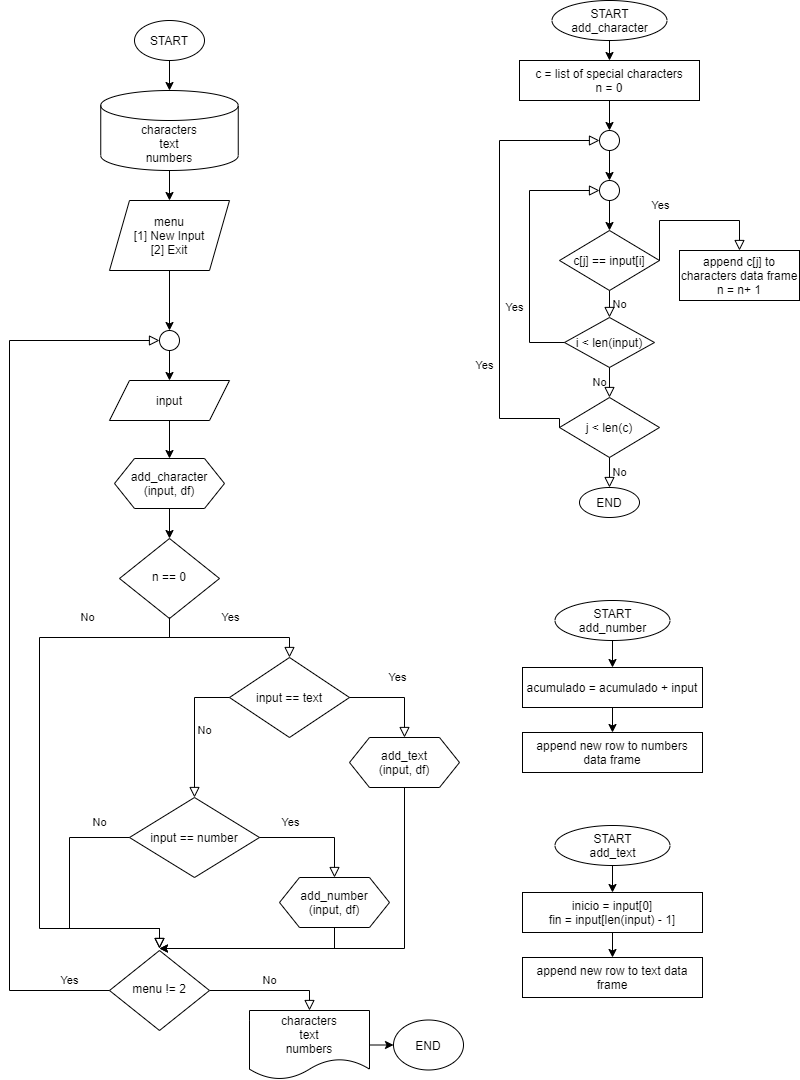 START
characters
text
numbers
menu
[1] New Input
[2] Exit
input
add_character
(input, df)
n == 0
No
Yes
input == text
Yes
No
add_text
(input, df)
input == number
No
Yes
add_number
(input, df)
menu != 2
Yes
No
characters
text
numbers
END
START
add_character
c = list of special characters
n = 0
c[j] == input[i]
Yes
append c[j] to
characters data frame
n = n+ 1
No
i < len(input)
Yes
No
j < len(c)
Yes
No
END
START
add_number
acumulado = acumulado + input
append new row to numbers
data frame
START
add_text
inicio = input[0]
fin = input[len(input) - 1]
append new row to text data
frame